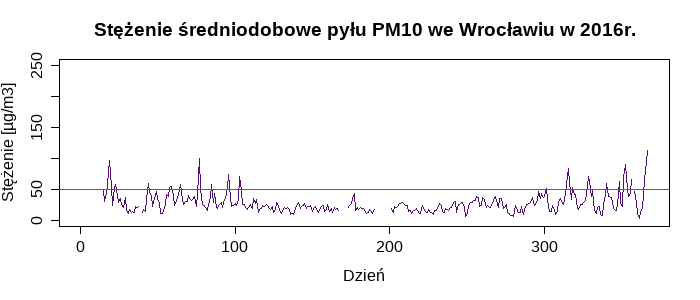 Stężenie średniodobowe pyłu PM10 we Wrocławiu w 2016r.
250
150
50
0
Stężenie [µg/m3]
0 100 200 300
Dzień